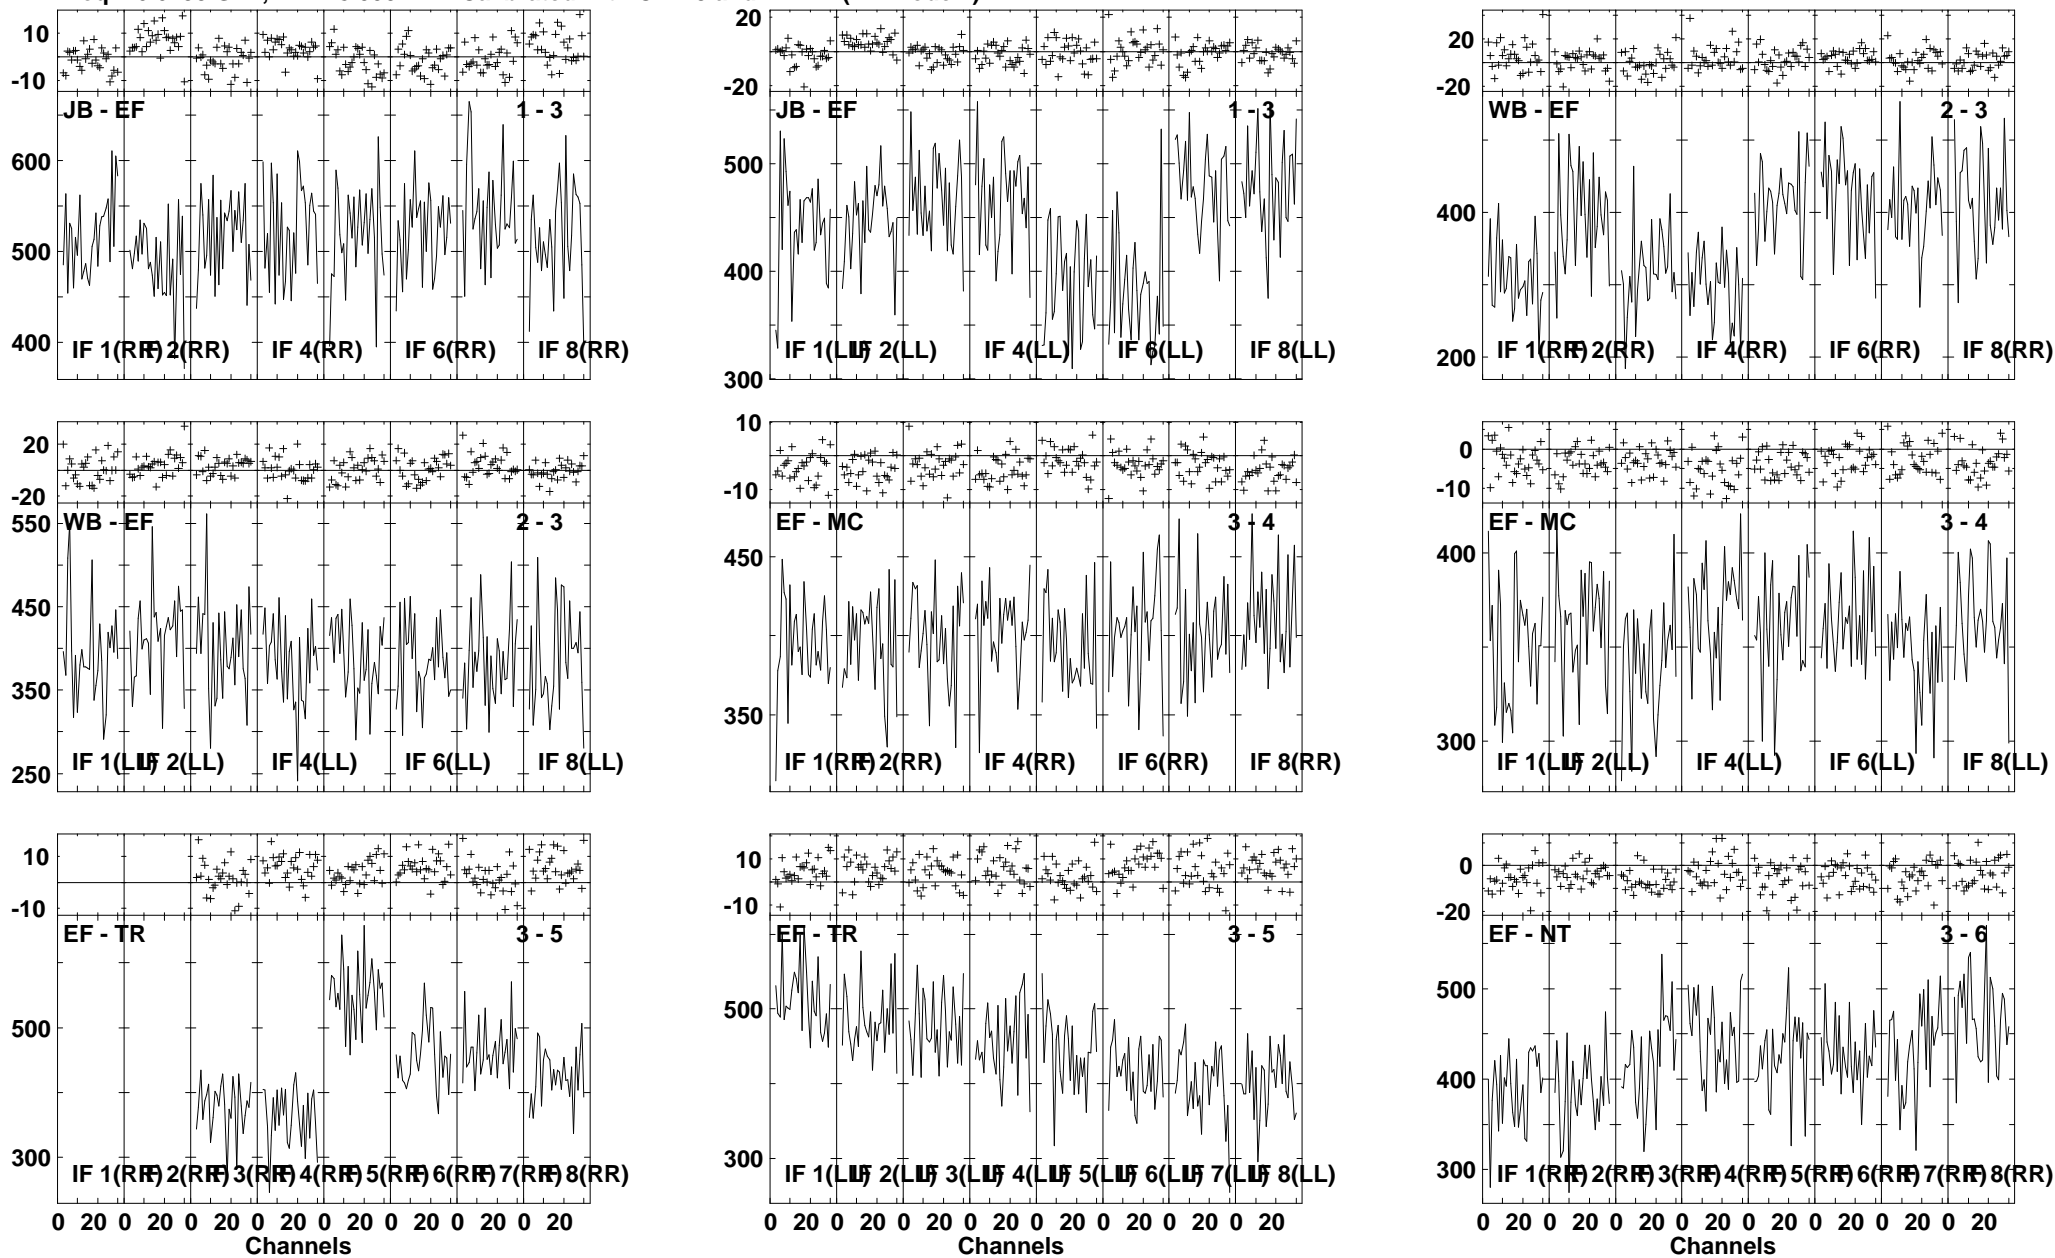 10
-10
JB - EF 1 - 3
600
500
400
IF 1(RR) IF 2(RR) IF 4(RR) IF 6(RR) IF 8(RR)
20
-20
JB - EF 1 - 3
500
400
300
IF 1(LL) IF 2(LL) IF 4(LL) IF 6(LL) IF 8(LL)
20
-20
WB - EF 2 - 3
400
200
IF 1(RR) IF 2(RR) IF 4(RR) IF 6(RR) IF 8(RR)
20
-20
WB - EF 2 - 3
550
450
350
250
IF 1(LL) IF 2(LL) IF 4(LL) IF 6(LL) IF 8(LL)
10
-10
EF - MC 3 - 4
450
350
IF 1(RR) IF 2(RR) IF 4(RR) IF 6(RR) IF 8(RR)
0
-10
EF - MC 3 - 4
400
300
IF 1(LL) IF 2(LL) IF 4(LL) IF 6(LL) IF 8(LL)
10
-10
EF - TR 3 - 5
500
300
IF 1(RR) IF 2(RR) IF 3(RR) IF 4(RR) IF 5(RR) IF 6(RR) IF 7(RR) IF 8(RR)
0 20 0 20 0 20 0 20 0 20 0 20 0 20 0 20
Channels
10
-10
EF - TR 3 - 5
500
300
IF 1(LL) IF 2(LL) IF 3(LL) IF 4(LL) IF 5(LL) IF 6(LL) IF 7(LL) IF 8(LL)
0 20 0 20 0 20 0 20 0 20 0 20 0 20 0 20
Channels
0
-20
EF - NT 3 - 6
500
400
300
IF 1(RR) IF 2(RR) IF 3(RR) IF 4(RR) IF 5(RR) IF 6(RR) IF 7(RR) IF 8(RR)
0 20 0 20 0 20 0 20 0 20 0 20 0 20 0 20
Channels